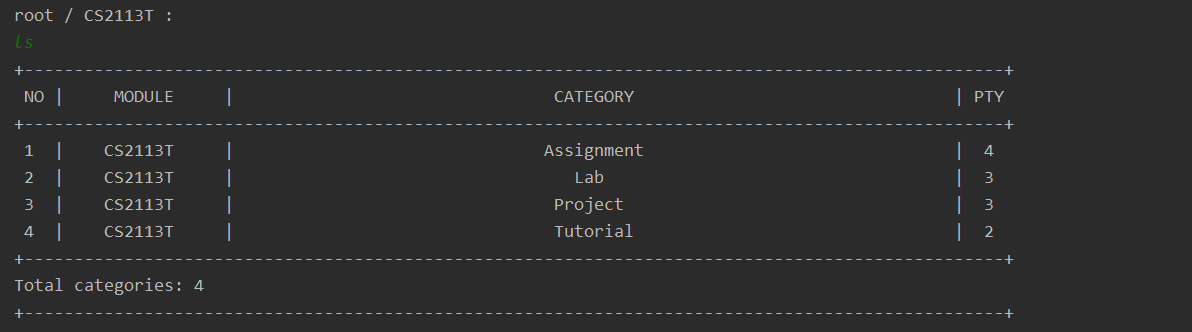 root / CS2113T :
ls
+--------------------------------------------------------------------------------------------------+
NO | MODULE | CATEGORY | PTY
+--------------------------------------------------------------------------------------------------+
1 | CS2113T | Assignment | 4
2 | CS2113T | Lab | 3
3 | CS2113T | Project | 3
4 | CS2113T | Tutorial | 2
+--------------------------------------------------------------------------------------------------+
Total categories: 4
+--------------------------------------------------------------------------------------------------+